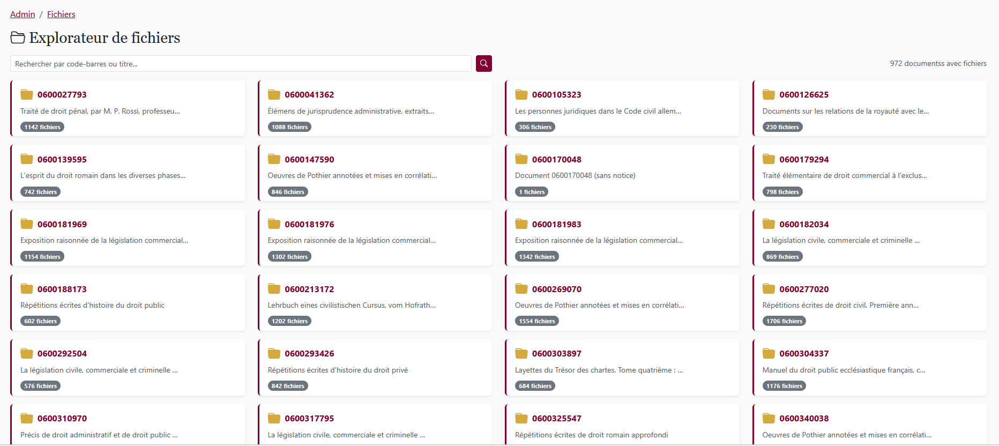 Admin / Fichiers
Explorateur de fichiers
Rechercher par code-barres ou titre...
972 documentss avec fichiers
0600027793
Traité de droit pénal, par M. P. Rossi, professeu...
1142 fichiers
0600041362
Élémens de jurisprudence administrative, extraits...
1088 fichiers
0600105323
Les personnes juridiques dans le Code civil allem...
306 fichiers
0600126625
Documents sur les relations de la royauté avec le...
230 fichiers
0600139595
L'esprit du droit romain dans les diverses phases...
742 fichiers
0600147590
Oeuvres de Pothier annotées et mises en corrélati...
846 fichiers
0600170048
Document 0600170048 (sans notice)
1 fichiers
0600179294
Traité élémentaire de droit commercial à l'exclus...
798 fichiers
0600181969
Exposition raisonnée de la législation commercial...
1154 fichiers
0600181976
Exposition raisonnée de la législation commercial...
1302 fichiers
0600181983
Exposition raisonnée de la législation commercial...
1342 fichiers
0600182034
La législation civile, commerciale et criminelle ...
869 fichiers
0600188173
Répétitions écrites d'histoire du droit public
602 fichiers
0600213172
Lehrbuch eines civilistischen Cursus, vom Hofrath...
1202 fichiers
0600269070
Oeuvres de Pothier annotées et mises en corrélati...
1554 fichiers
0600277020
Répétitions écrites de droit civil. Première ann...
1706 fichiers
0600292504
La législation civile, commerciale et criminelle ...
576 fichiers
0600293426
Répétitions écrites d'histoire du droit privé
842 fichiers
0600303897
Layettes du Trésor des chartes. Tome quatrième : ...
684 fichiers
0600304337
Manuel du droit public ecclésiastique français, c...
1176 fichiers
0600310970
Précis de droit administratif et de droit public ...
0600317795
La législation civile, commerciale et criminelle ...
0600325547
Répétitions écrites de droit romain approfondi
0600340038
Oeuvres de Pothier annotées et mises en corrélati...